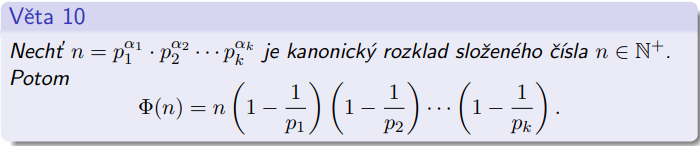 Věta 10
Nechť $n = p_1^{\alpha_1} \cdot p_2^{\alpha_2} \cdots p_k^{\alpha_k}$ je kanonický rozklad složeného čísla $n \in \mathbb{N}^+$.
Potom
$\Phi(n) = n \left(1 - \frac{1}{p_1}\right) \left(1 - \frac{1}{p_2}\right) \cdots \left(1 - \frac{1}{p_k}\right).$